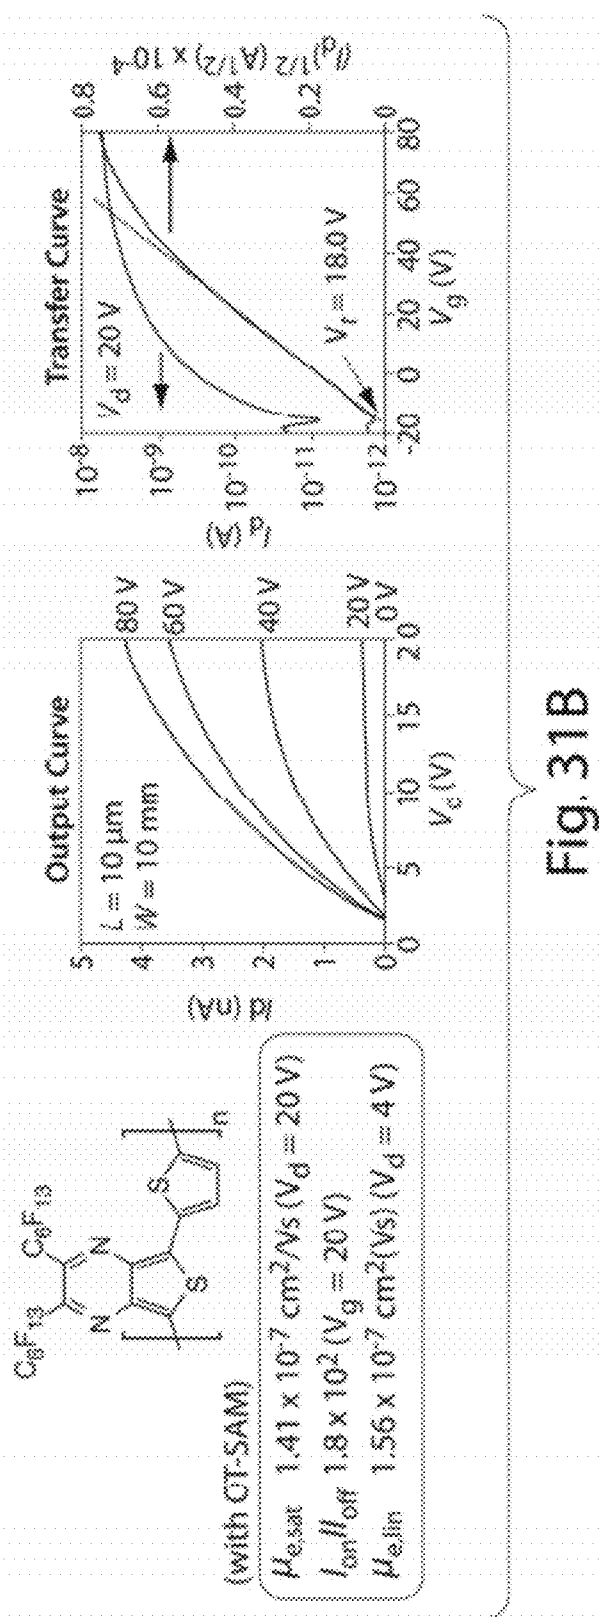 C6F13
C6F13
N
N
S
S
n
(with OT-SAM)
μe,sat 1.41 x 10-7 cm2/Vs (Vd = 20 V)
Ion/Ioff 1.8 x 102 (Vg = 20 V)
μe,lin 1.56 x 10-7 cm2(Vs) (Vd = 4 V)
Output Curve
L = 10 μm
W = 10 mm
Id (nA)
5
4
3
2
1
0
0
5
10
15
20
Vc (V)
80 V
60 V
40 V
20 V
0 V
Transfer Curve
Vd = 20 V
Id (A)
10-8
10-9
10-10
10-11
10-12
-20
0
20
40
60
80
Vg (V)
VT = 18.0 V
0.8
0.6
0.4
0.2
0
(Id)1/2 (A1/2) x 10-4
Fig. 31B